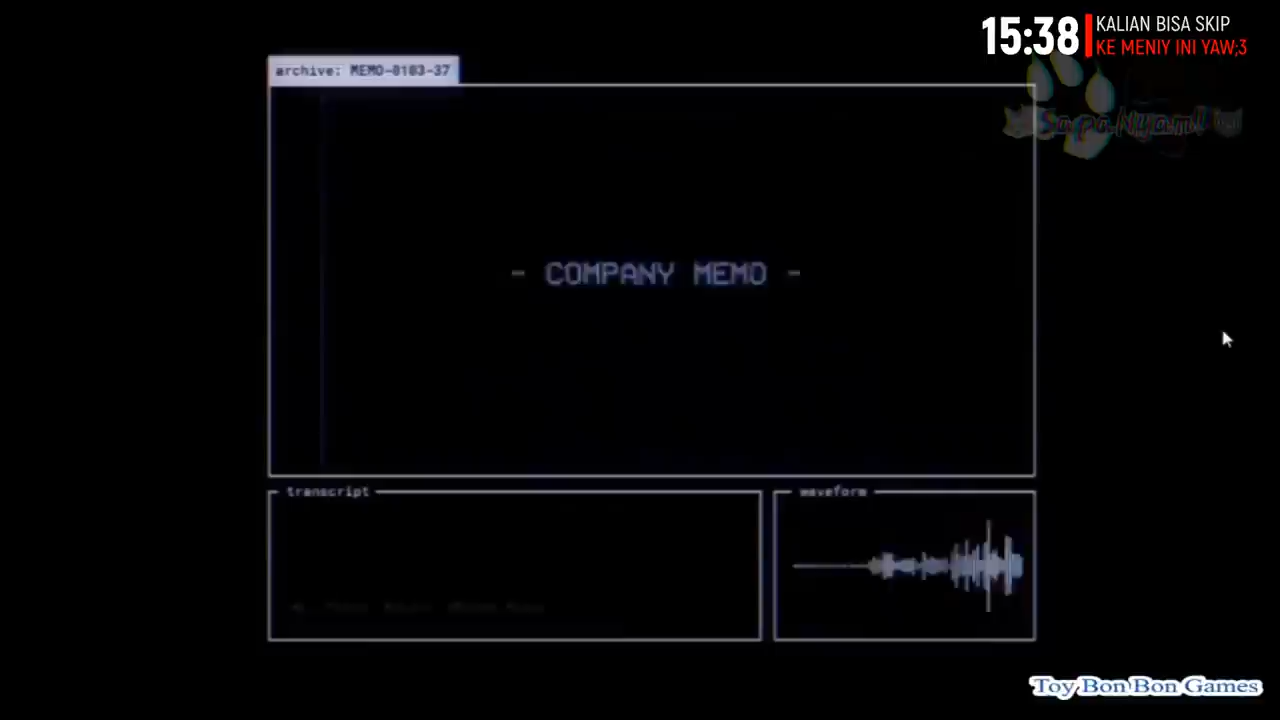 15:38
KALIAN BISA SKIP
KE MENIY INI YAW;3
archive: MEMO-0103-37
SapaNyam!
- COMPANY MEMO -
transcript
waveform
Toy Bon Bon Games